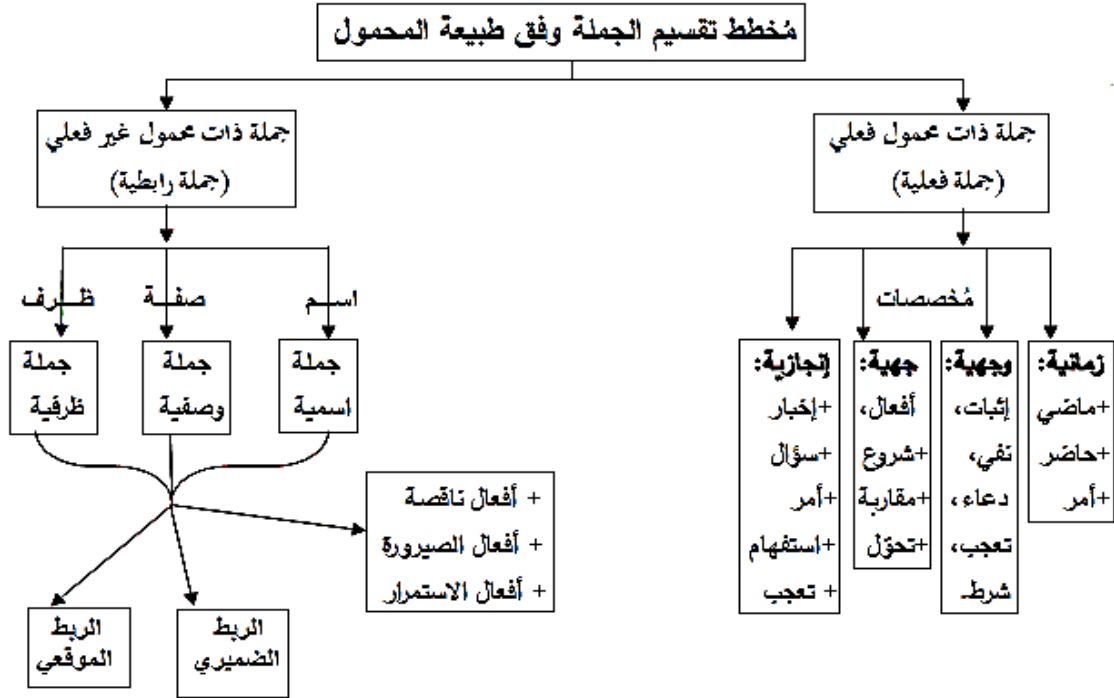 مُخطط تقسيم الجملة وفق طبيعة المحمول
جملة ذات محمول فعلي
(جملة فعلية)
مُخصصات
زمانية:
+ماضي
+حاضر
+أمر
وجهية:
إثبات،
نفي،
دعاء،
تعجب،
شرط.
جهية:
أفعال،
+شروع
+مقاربة
+تحوّل
إنجازية:
+إخبار
+سؤال
+أمر
+استفهام
+ تعجب
جملة ذات محمول غير فعلي
(جملة رابطية)
اسم
صفة
ظرف
جملة
اسمية
جملة
وصفية
جملة
ظرفية
+ أفعال ناقصة
+ أفعال الصيرورة
+ أفعال الاستمرار
الربط
الضميري
الربط
الموقعي